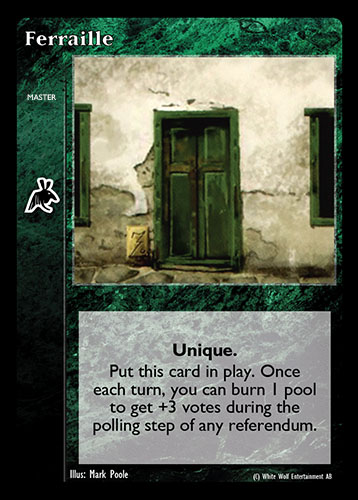 Ferraille
MASTER
7
Unique.
Put this card in play. Once
each turn, you can burn 1 pool
to get +3 votes during the
polling step of any referendum.
Illus: Mark Poole
(C) White Wolf Entertainment AB